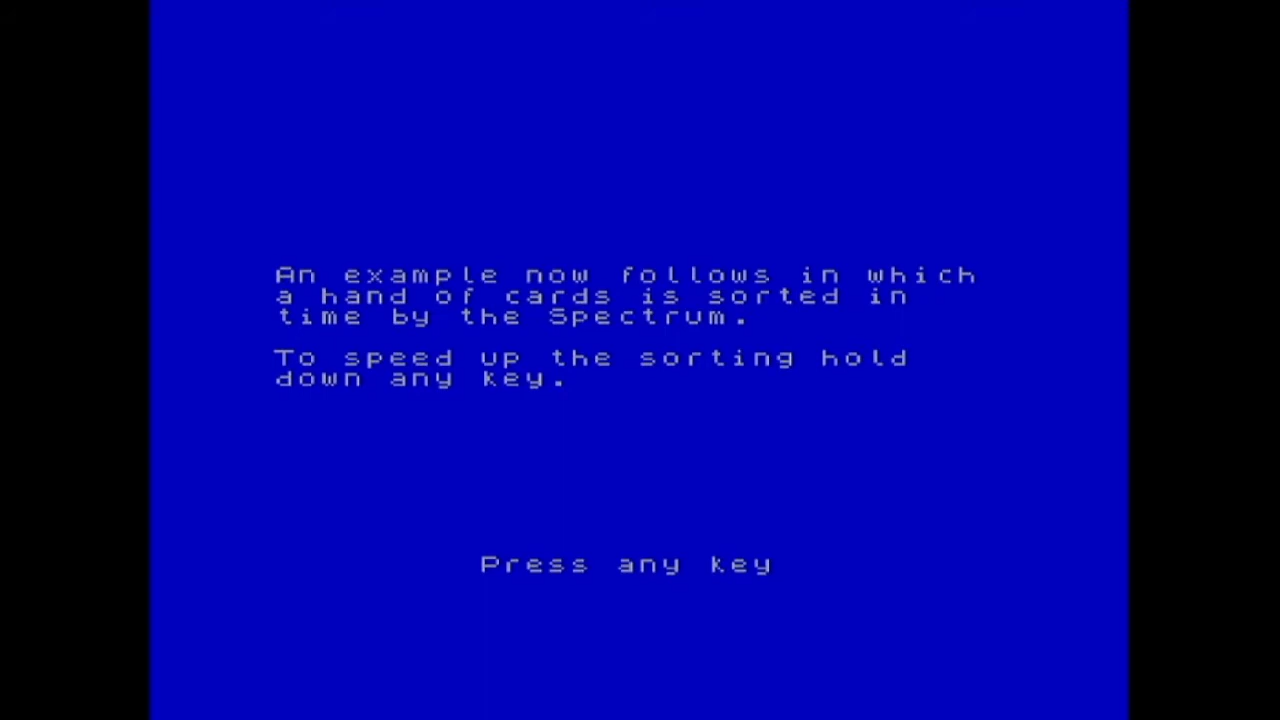 An example now follows in which
a hand of cards is sorted in
time by the Spectrum.
To speed up the sorting hold
down any key.
Press any key